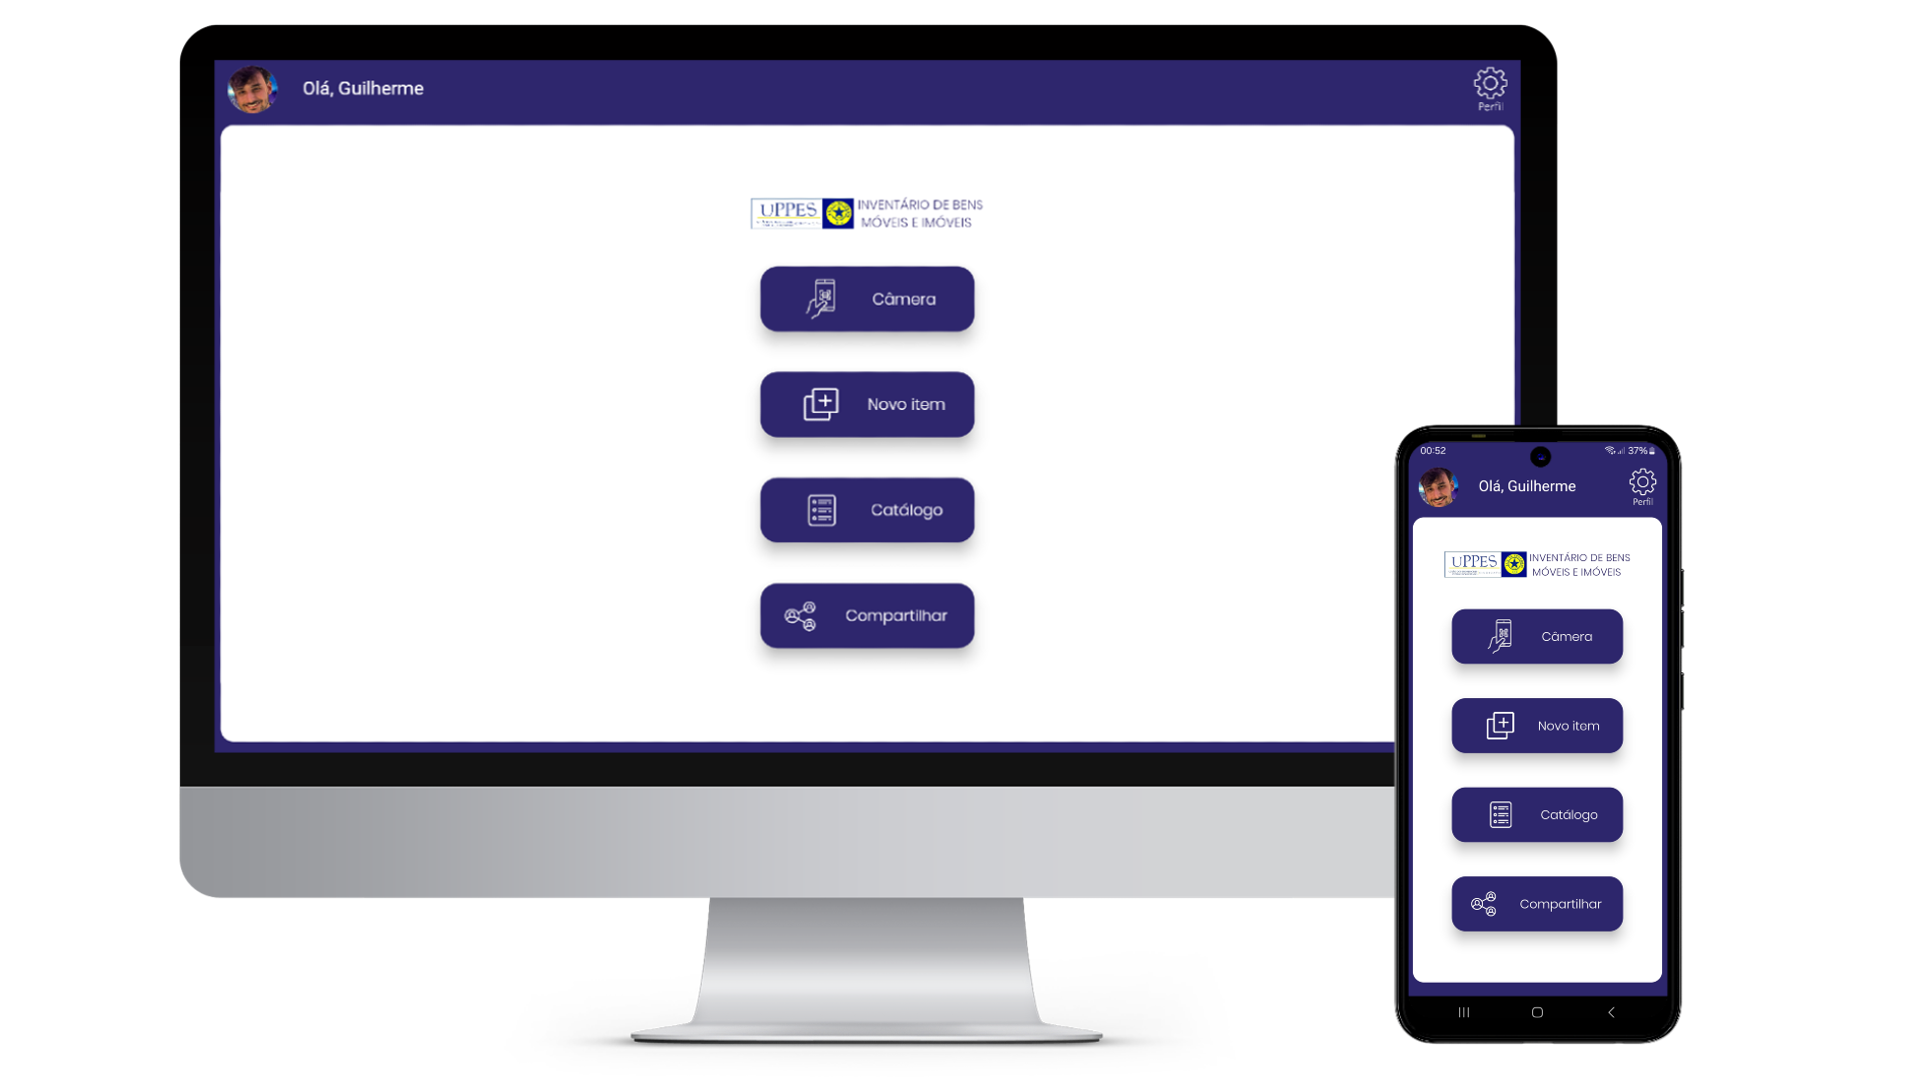 Olá, Guilherme
Perfil
UPPES
INVENTÁRIO DE BENS
MÓVEIS E IMÓVEIS
Câmera
Novo item
Catálogo
Compartilhar
00:52
37%
Olá, Guilherme
Perfil
UPPES
INVENTÁRIO DE BENS
MÓVEIS E IMÓVEIS
Câmera
Novo item
Catálogo
Compartilhar